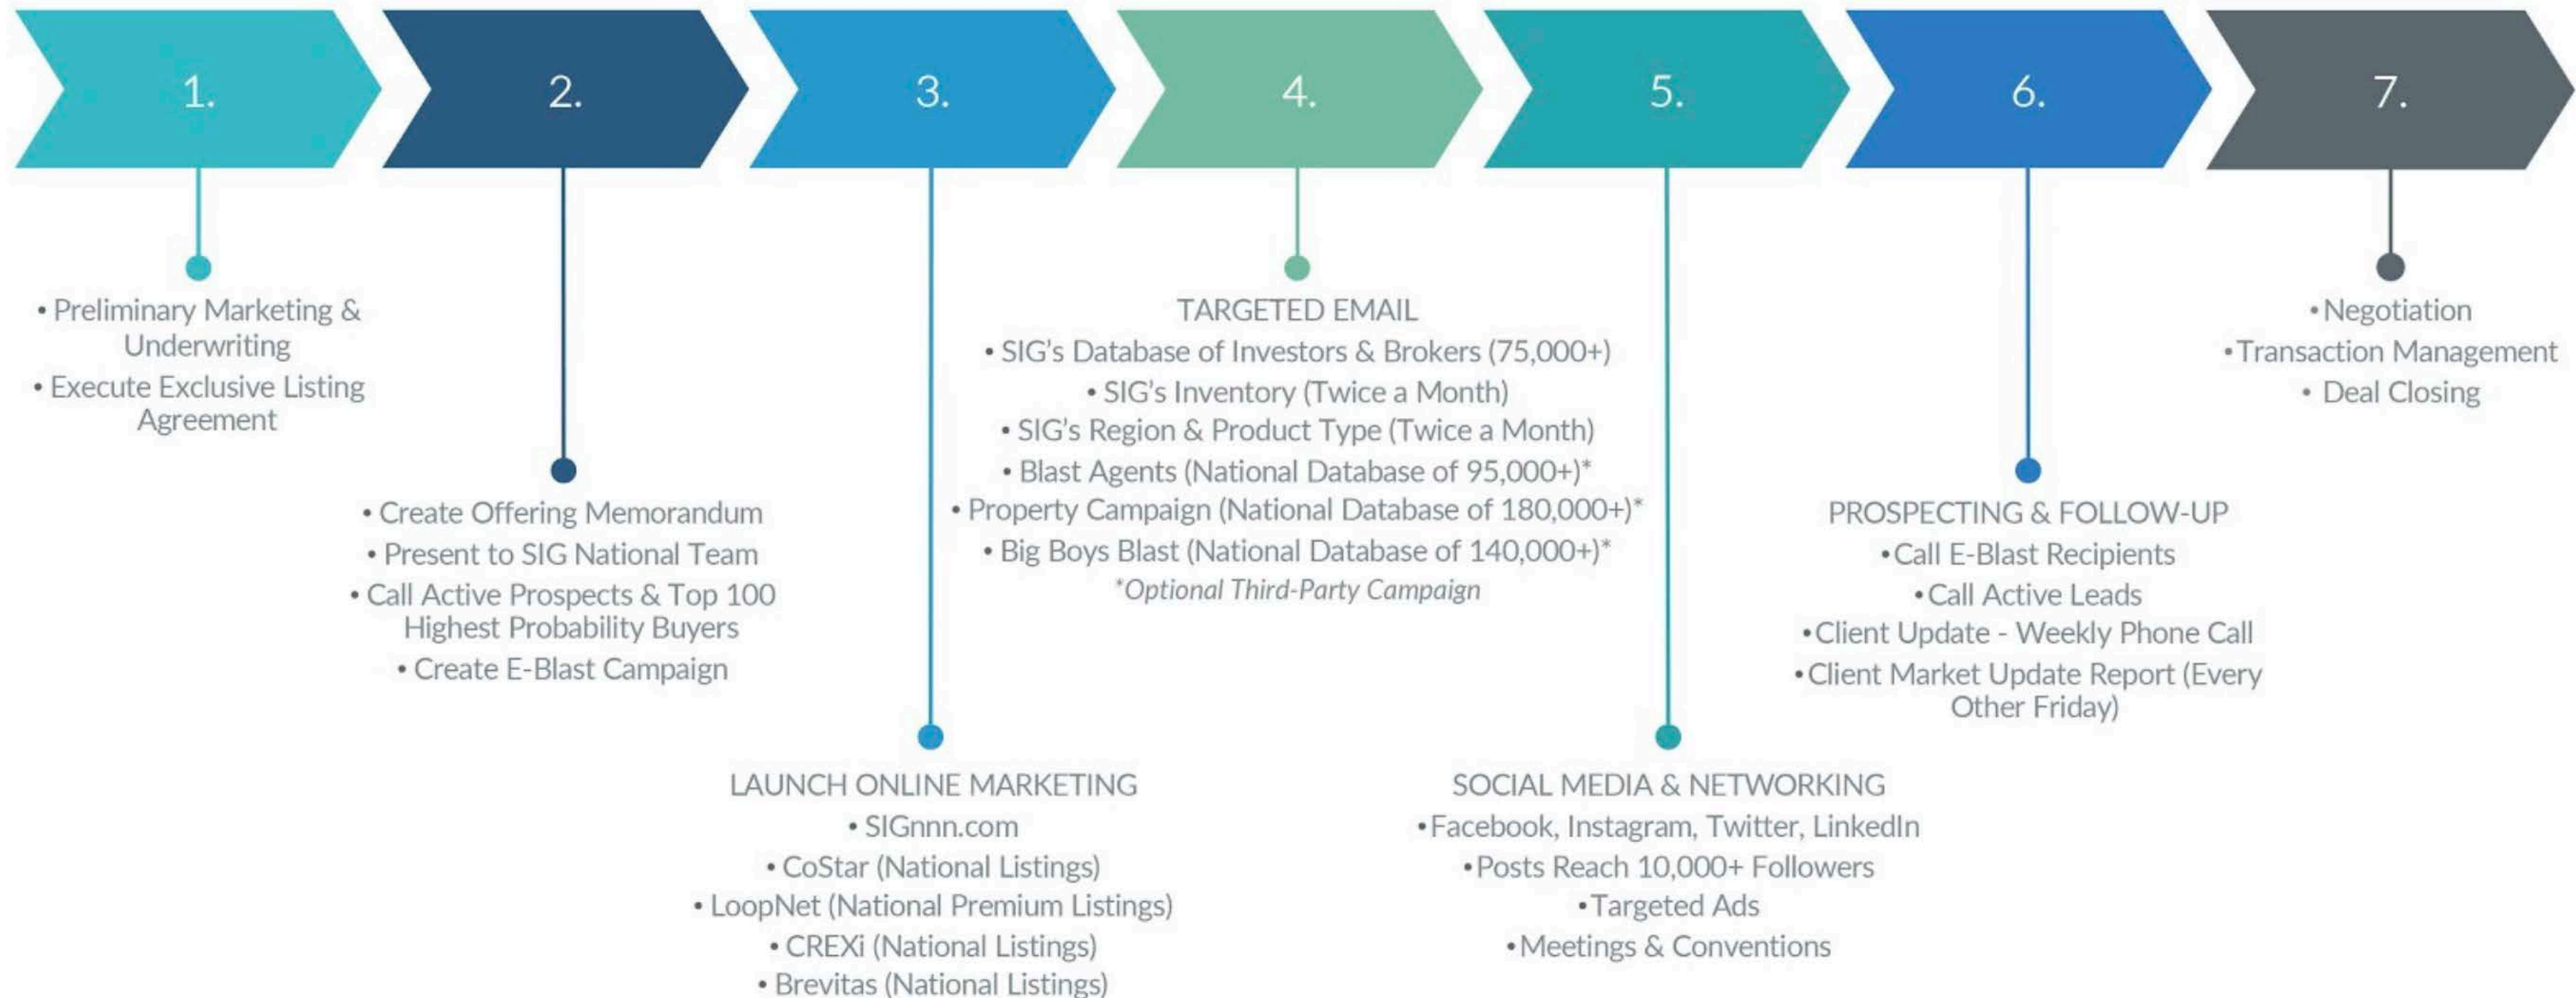 1.
2.
3.
4.
5.
6.
7.
• Preliminary Marketing &
Underwriting
• Execute Exclusive Listing
Agreement
• Create Offering Memorandum
• Present to SIG National Team
• Call Active Prospects & Top 100
Highest Probability Buyers
• Create E-Blast Campaign
LAUNCH ONLINE MARKETING
• SIGnnn.com
• CoStar (National Listings)
• LoopNet (National Premium Listings)
• CREXi (National Listings)
• Brevitas (National Listings)
TARGETED EMAIL
• SIG's Database of Investors & Brokers (75,000+)
• SIG's Inventory (Twice a Month)
• SIG's Region & Product Type (Twice a Month)
• Blast Agents (National Database of 95,000+)*
• Property Campaign (National Database of 180,000+)*
• Big Boys Blast (National Database of 140,000+)*
*Optional Third-Party Campaign
SOCIAL MEDIA & NETWORKING
•Facebook, Instagram, Twitter, LinkedIn
•Posts Reach 10,000+ Followers
•Targeted Ads
•Meetings & Conventions
PROSPECTING & FOLLOW-UP
•Call E-Blast Recipients
•Call Active Leads
•Client Update - Weekly Phone Call
•Client Market Update Report (Every
Other Friday)
•Negotiation
•Transaction Management
• Deal Closing